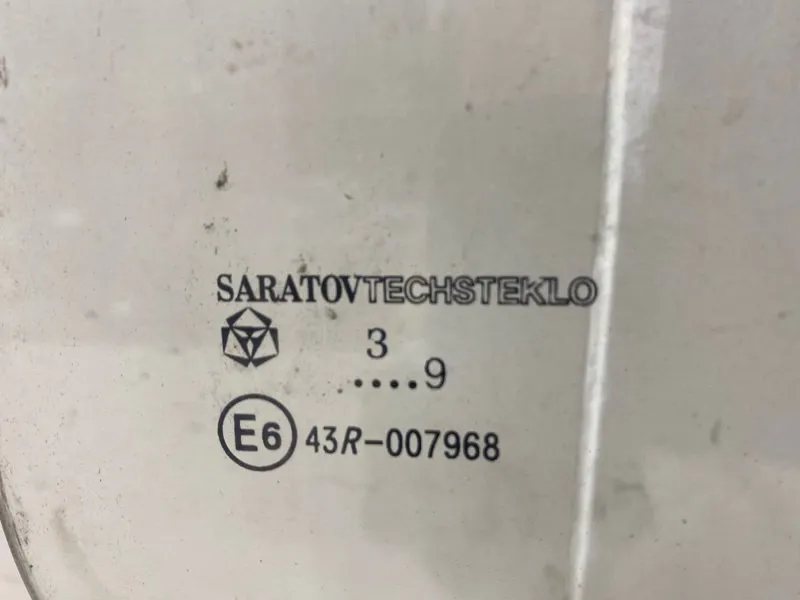 SARATOVTECHSTEKLO
3
....9
E6 43R-007968